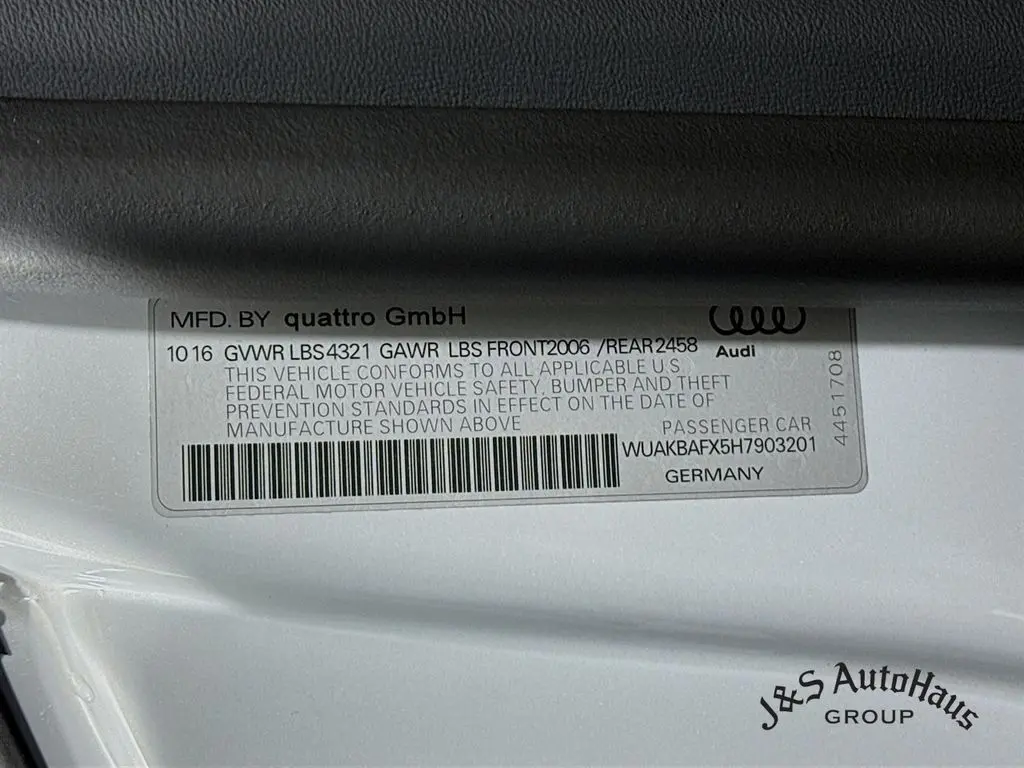 MFD. BY quattro GmbH
10 16 GVWR LBS 4321 GAWR LBS FRONT2006 /REAR 2458
Audi
THIS VEHICLE CONFORMS TO ALL APPLICABLE U.S
FEDERAL MOTOR VEHICLE SAFETY, BUMPER AND THEFT
PREVENTION STANDARDS IN EFFECT ON THE DATE OF
MANUFACTURE SHOWN ABOVE
PASSENGER CAR
WUAKBAFX5H7903201
GERMANY
4451708
J&S AutoHaus
GROUP